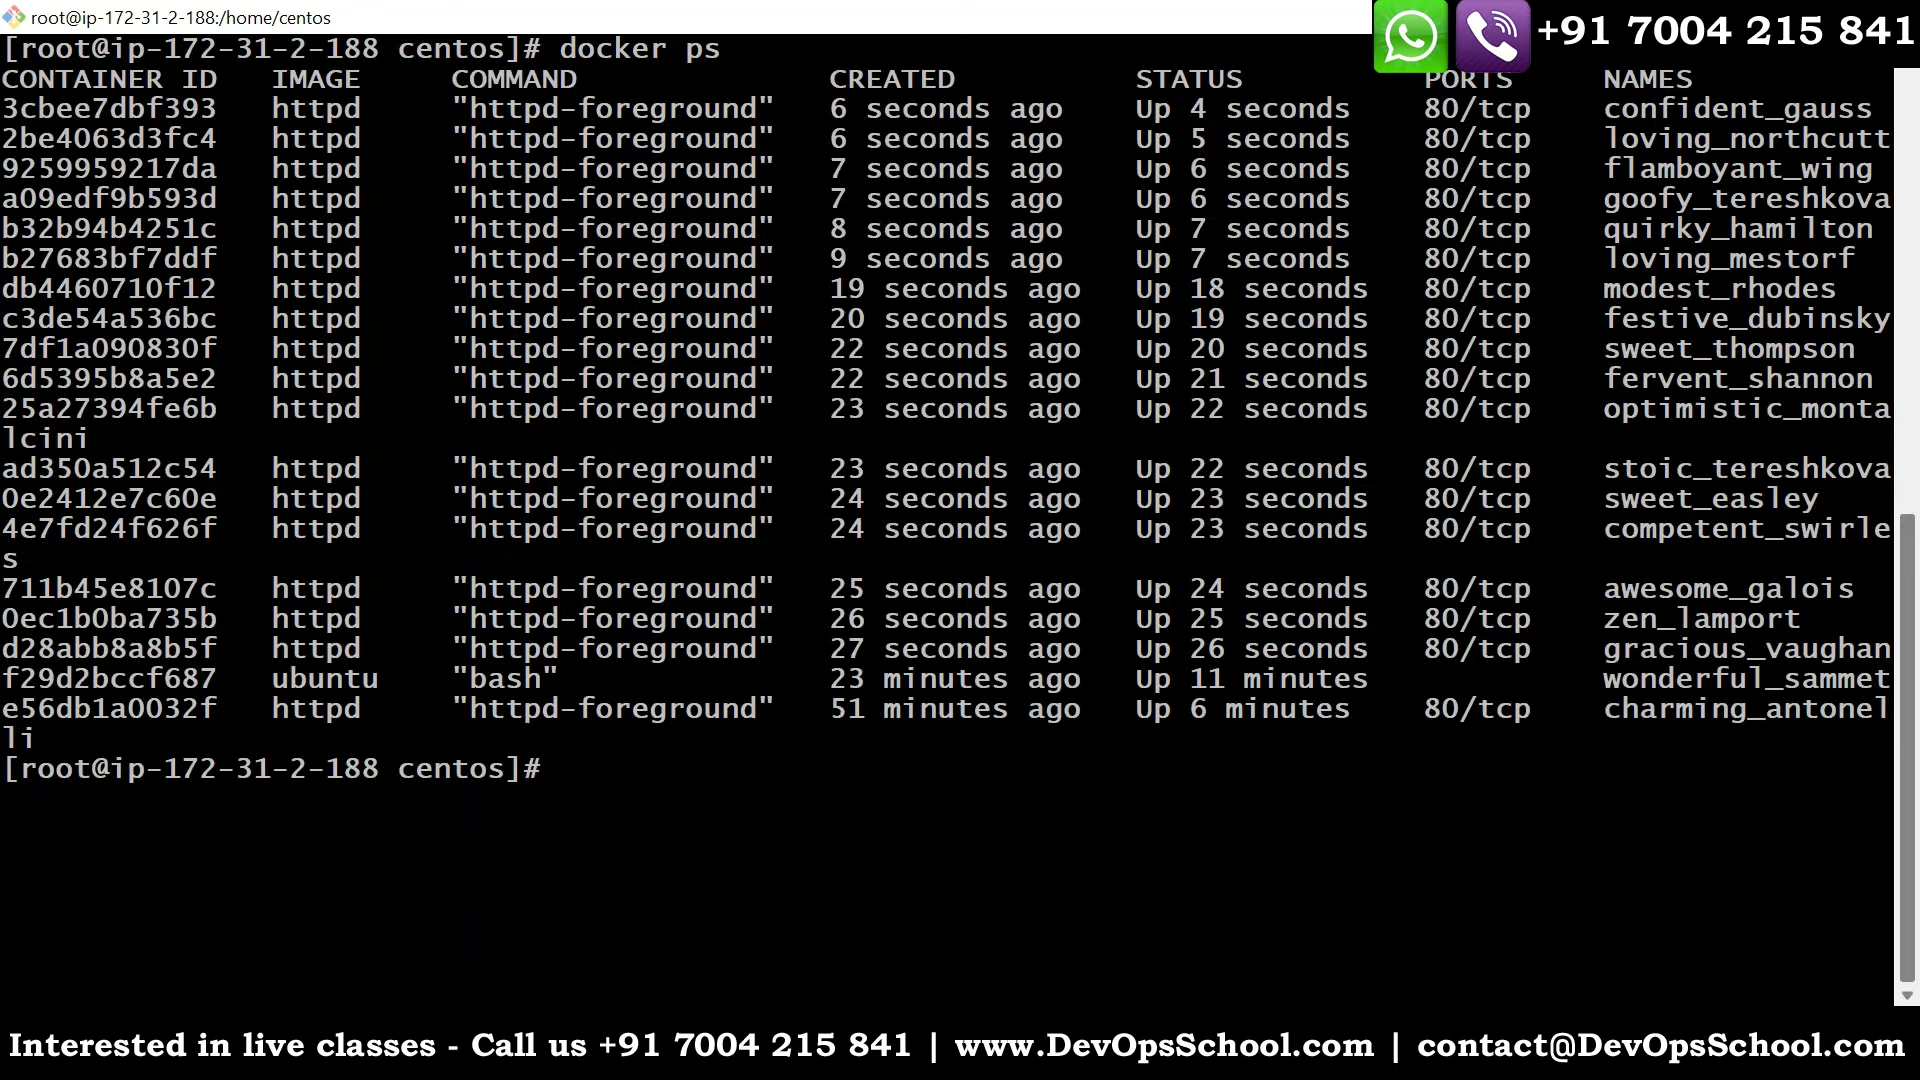 root@ip-172-31-2-188:/home/centos
+91 7004 215 841
[root@ip-172-31-2-188 centos]# docker ps
CONTAINER ID   IMAGE     COMMAND              CREATED          STATUS          PORTS     NAMES
3cbee7dbf393   httpd     "httpd-foreground"   6 seconds ago    Up 4 seconds    80/tcp    confident_gauss
2be4063d3fc4   httpd     "httpd-foreground"   6 seconds ago    Up 5 seconds    80/tcp    loving_northcutt
9259959217da   httpd     "httpd-foreground"   7 seconds ago    Up 6 seconds    80/tcp    flamboyant_wing
a09edf9b593d   httpd     "httpd-foreground"   7 seconds ago    Up 6 seconds    80/tcp    goofy_tereshkova
b32b94b4251c   httpd     "httpd-foreground"   8 seconds ago    Up 7 seconds    80/tcp    quirky_hamilton
b27683bf7ddf   httpd     "httpd-foreground"   9 seconds ago    Up 7 seconds    80/tcp    loving_mestorf
db4460710f12   httpd     "httpd-foreground"   19 seconds ago   Up 18 seconds   80/tcp    modest_rhodes
c3de54a536bc   httpd     "httpd-foreground"   20 seconds ago   Up 19 seconds   80/tcp    festive_dubinsky
7df1a090830f   httpd     "httpd-foreground"   22 seconds ago   Up 20 seconds   80/tcp    sweet_thompson
6d5395b8a5e2   httpd     "httpd-foreground"   22 seconds ago   Up 21 seconds   80/tcp    fervent_shannon
25a27394fe6b   httpd     "httpd-foreground"   23 seconds ago   Up 22 seconds   80/tcp    optimistic_monta
lcini
ad350a512c54   httpd     "httpd-foreground"   23 seconds ago   Up 22 seconds   80/tcp    stoic_tereshkova
0e2412e7c60e   httpd     "httpd-foreground"   24 seconds ago   Up 23 seconds   80/tcp    sweet_easley
4e7fd24f626f   httpd     "httpd-foreground"   24 seconds ago   Up 23 seconds   80/tcp    competent_swirle
s
711b45e8107c   httpd     "httpd-foreground"   25 seconds ago   Up 24 seconds   80/tcp    awesome_galois
0ec1b0ba735b   httpd     "httpd-foreground"   26 seconds ago   Up 25 seconds   80/tcp    zen_lamport
d28abb8a8b5f   httpd     "httpd-foreground"   27 seconds ago   Up 26 seconds   80/tcp    gracious_vaughan
f29d2bccf687   ubuntu    "bash"               23 minutes ago   Up 11 minutes             wonderful_sammet
e56db1a0032f   httpd     "httpd-foreground"   51 minutes ago   Up 6 minutes    80/tcp    charming_antonel
li
[root@ip-172-31-2-188 centos]#
Interested in live classes - Call us +91 7004 215 841 | www.DevOpsSchool.com | contact@DevOpsSchool.com